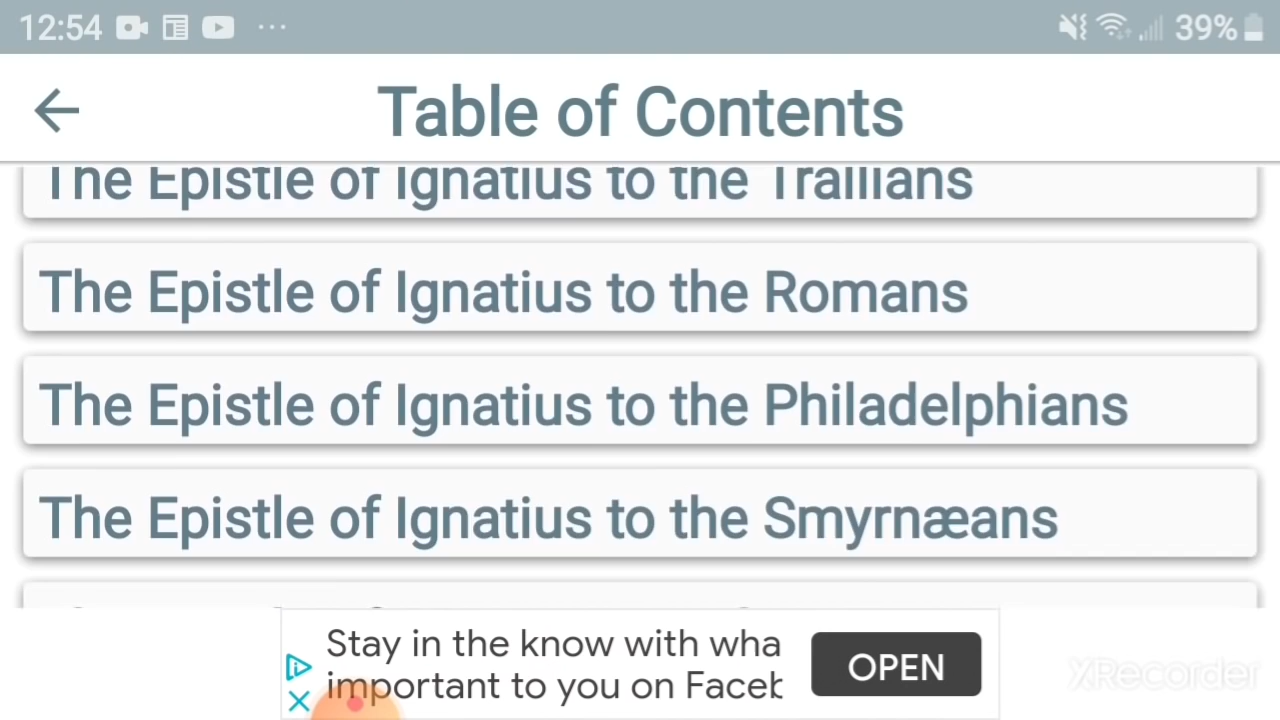 12:54 ... 39%
Table of Contents
The Epistle of Ignatius to the Trallians
The Epistle of Ignatius to the Romans
The Epistle of Ignatius to the Philadelphians
The Epistle of Ignatius to the Smyrnæans
Stay in the know with wha
important to you on Faceb
OPEN
XRecorder